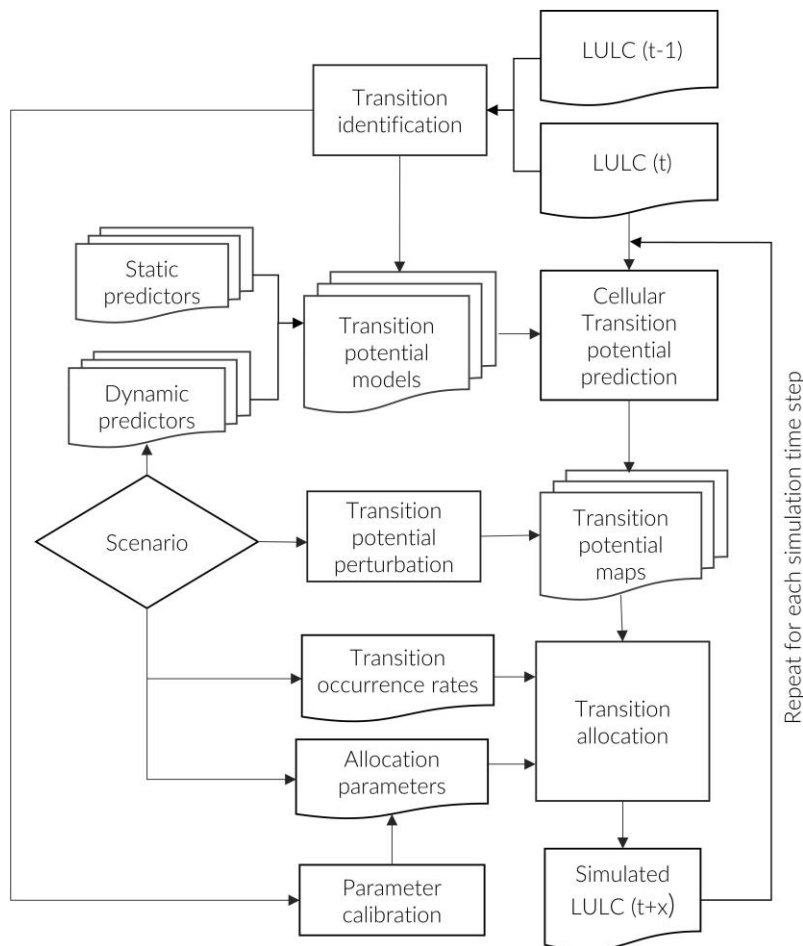 LULC (t-1)
Transition
identification
LULC (t)
Static
predictors
Transition
potential
models
Cellular
Transition
potential
prediction
Dynamic
predictors
Scenario
Transition
potential
perturbation
Transition
potential
maps
Transition
occurrence rates
Transition
allocation
Allocation
parameters
Parameter
calibration
Simulated
LULC (t+x)
Repeat for each simulation time step